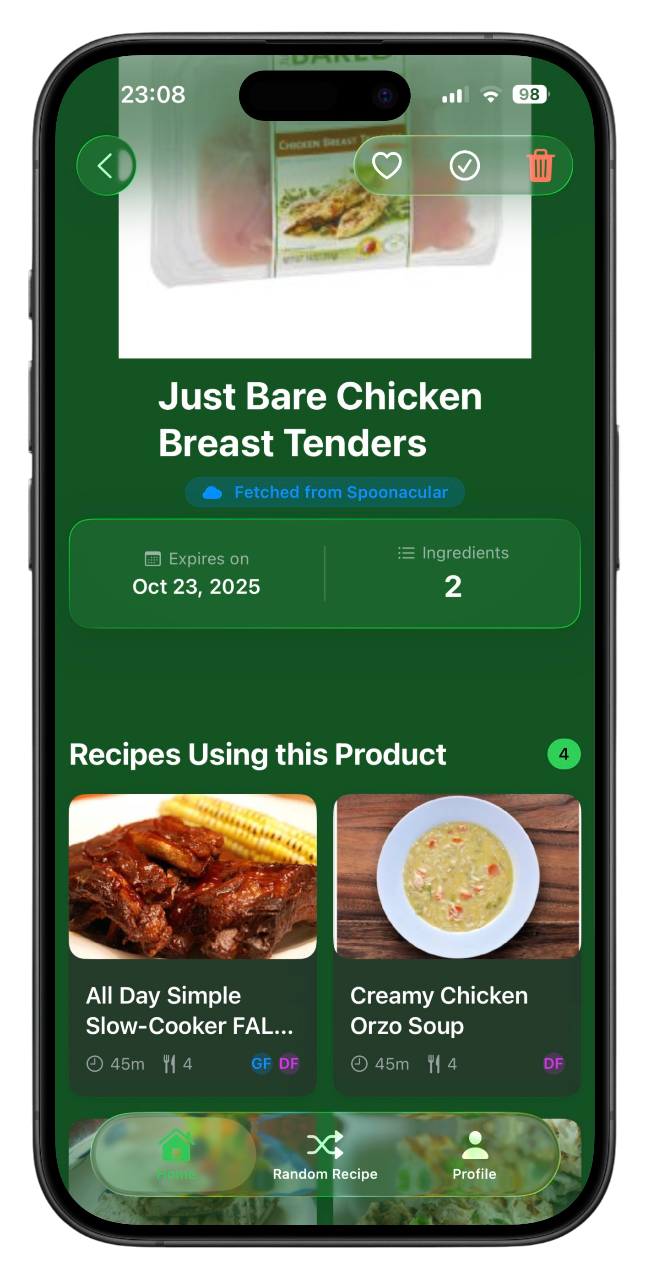 BARE
23:08
98
CHICKEN BREAST
Just Bare Chicken
Breast Tenders
Fetched from Spoonacular
Expires on
Oct 23, 2025
Ingredients
2
Recipes Using this Product
4
All Day Simple
Slow-Cooker FAL...
45m
4
GF
DF
Creamy Chicken
Orzo Soup
45m
4
DF
Home
Random Recipe
Profile